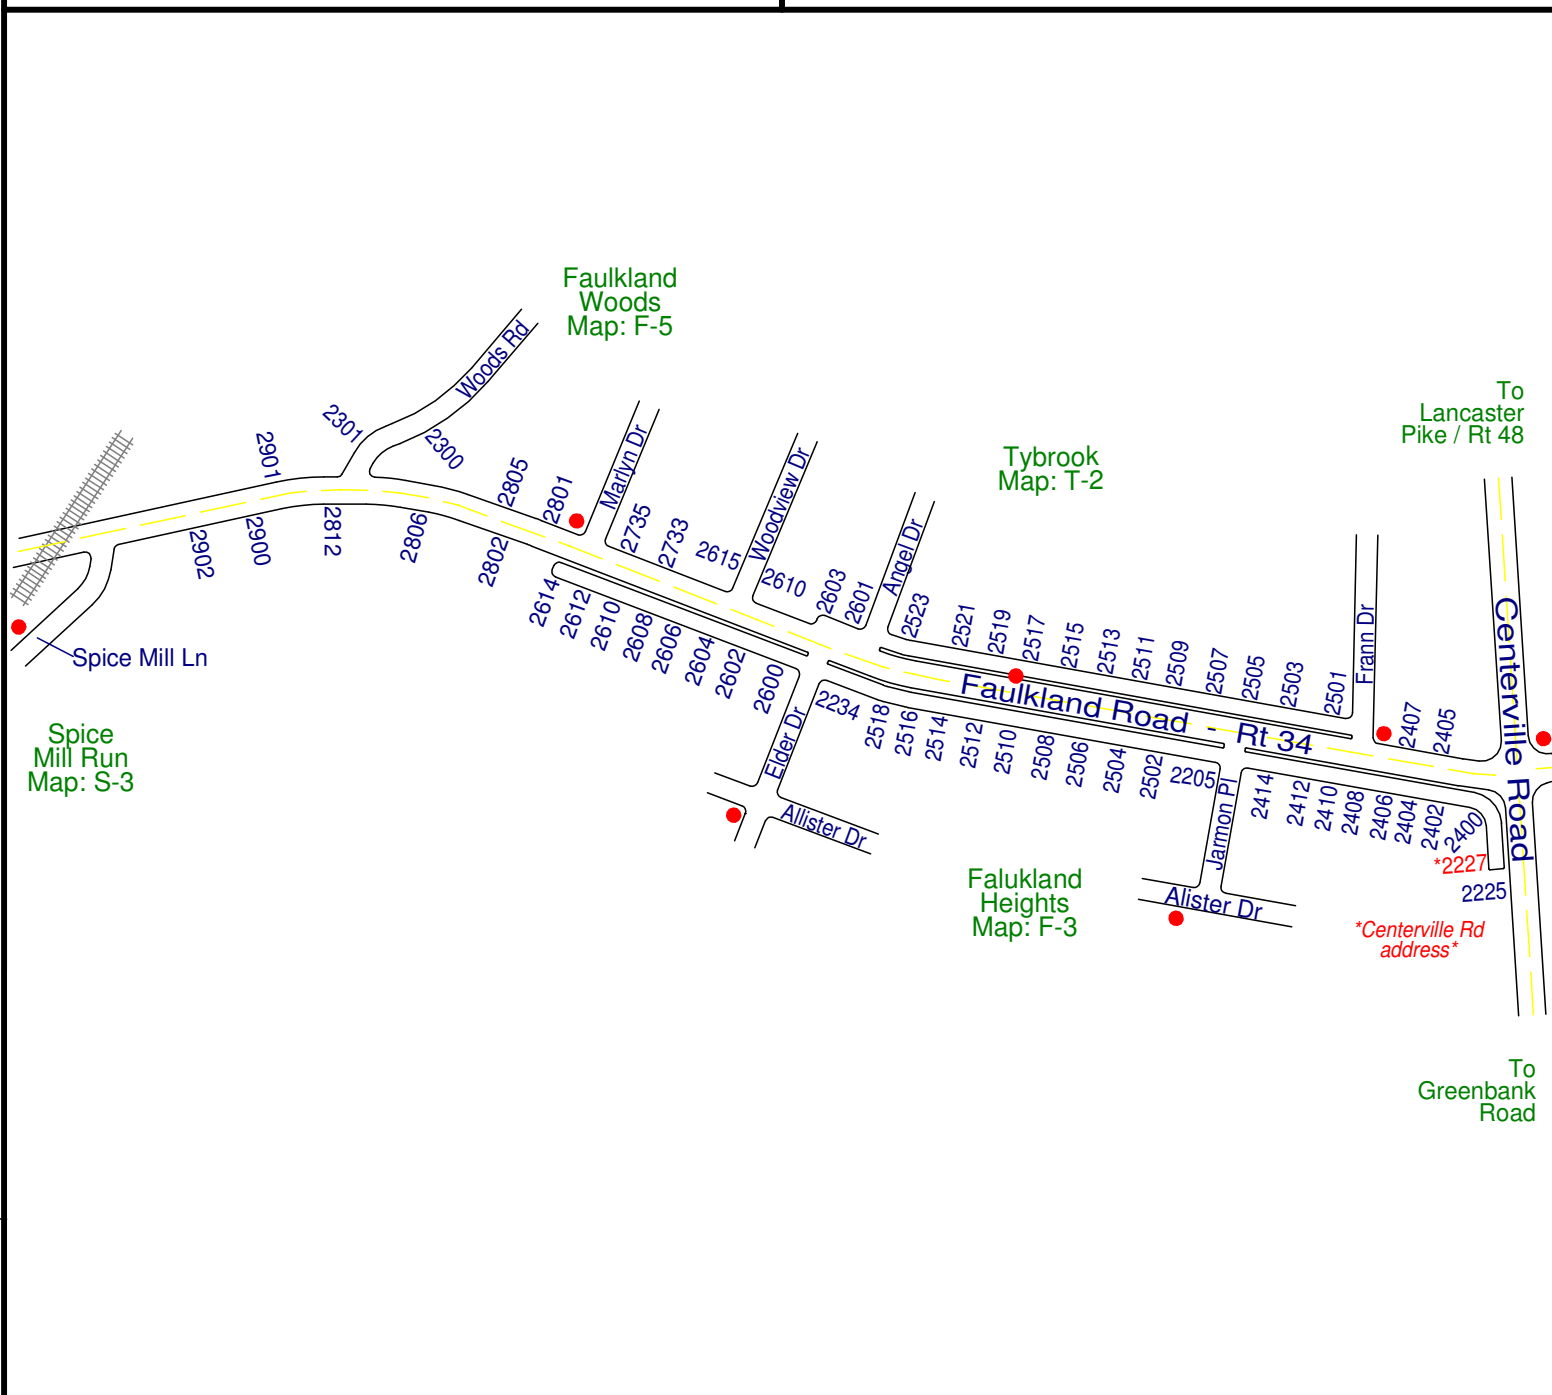 Faulkland
Woods
Map: F-5
Woods Rd
To
Lancaster
Pike / Rt 48
2301
2300
2901
Marlyn Dr
Tybrook
Map: T-2
Woodview Dr
2805
2801
2735
2733
2615
2610
2603
2601
Angel Dr
2523
2521
2519
2517
2515
2513
2511
2509
2507
2505
2503
2501
Frann Dr
2407
2405
Centerville Road
2902
2900
2812
2806
2802
2614
2612
2610
2608
2606
2604
2602
2600
Faulkland Road - Rt 34
Spice Mill Ln
Elder Dr
2234
2518
2516
2514
2512
2510
2508
2506
2504
2502
2205
Jarmon Pl
2414
2412
2410
2408
2406
2404
2402
2400
Spice
Mill Run
Map: S-3
Allister Dr
*2227
2225
Falukland
Heights
Map: F-3
Alister Dr
*Centerville Rd
address*
To
Greenbank
Road